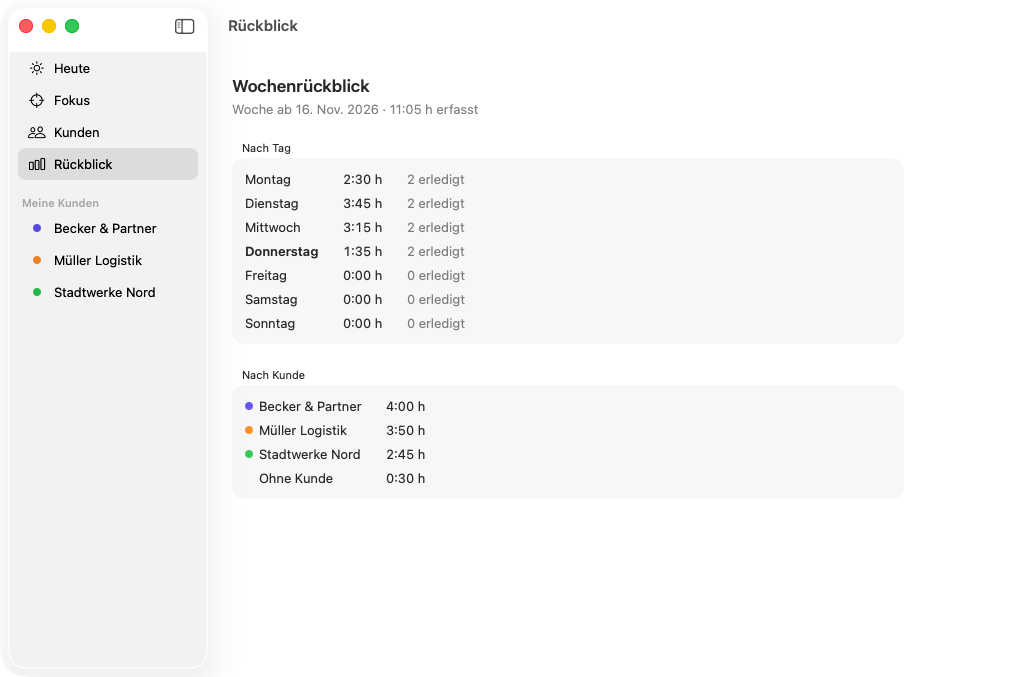 Rückblick
Heute
Fokus
Kunden
Rückblick
Meine Kunden
Becker & Partner
Müller Logistik
Stadtwerke Nord
Wochenrückblick
Woche ab 16. Nov. 2026 · 11:05 h erfasst
Nach Tag
Montag 2:30 h 2 erledigt
Dienstag 3:45 h 2 erledigt
Mittwoch 3:15 h 2 erledigt
Donnerstag 1:35 h 2 erledigt
Freitag 0:00 h 0 erledigt
Samstag 0:00 h 0 erledigt
Sonntag 0:00 h 0 erledigt
Nach Kunde
Becker & Partner 4:00 h
Müller Logistik 3:50 h
Stadtwerke Nord 2:45 h
Ohne Kunde 0:30 h